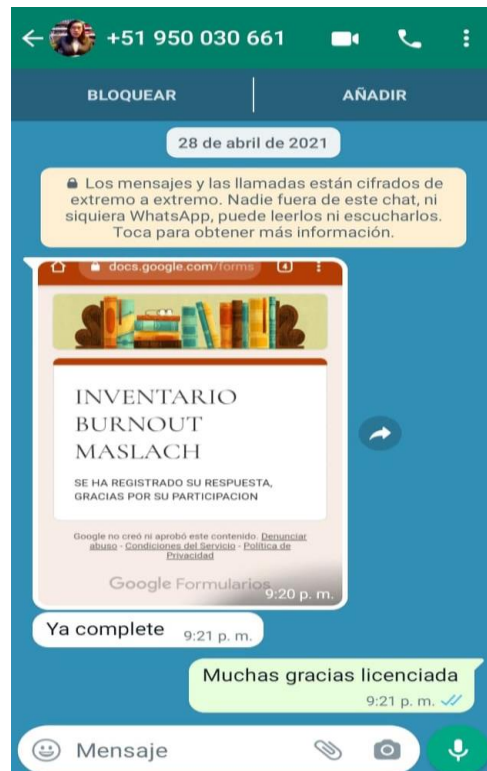 +51 950 030 661
BLOQUEAR
AÑADIR
28 de abril de 2021
Los mensajes y las llamadas están cifrados de
extremo a extremo. Nadie fuera de este chat, ni
siquiera WhatsApp, puede leerlos ni escucharlos.
Toca para obtener más información.
docs.google.com/forms
4
INVENTARIO
BURNOUT
MASLACH
SE HA REGISTRADO SU RESPUESTA,
GRACIAS POR SU PARTICIPACION
Google no creó ni aprobó este contenido. Denunciar
abuso - Condiciones del Servicio - Política de
Privacidad
Google Formularios
9:20 p. m.
Ya complete
9:21 p. m.
Muchas gracias licenciada
9:21 p. m.
Mensaje